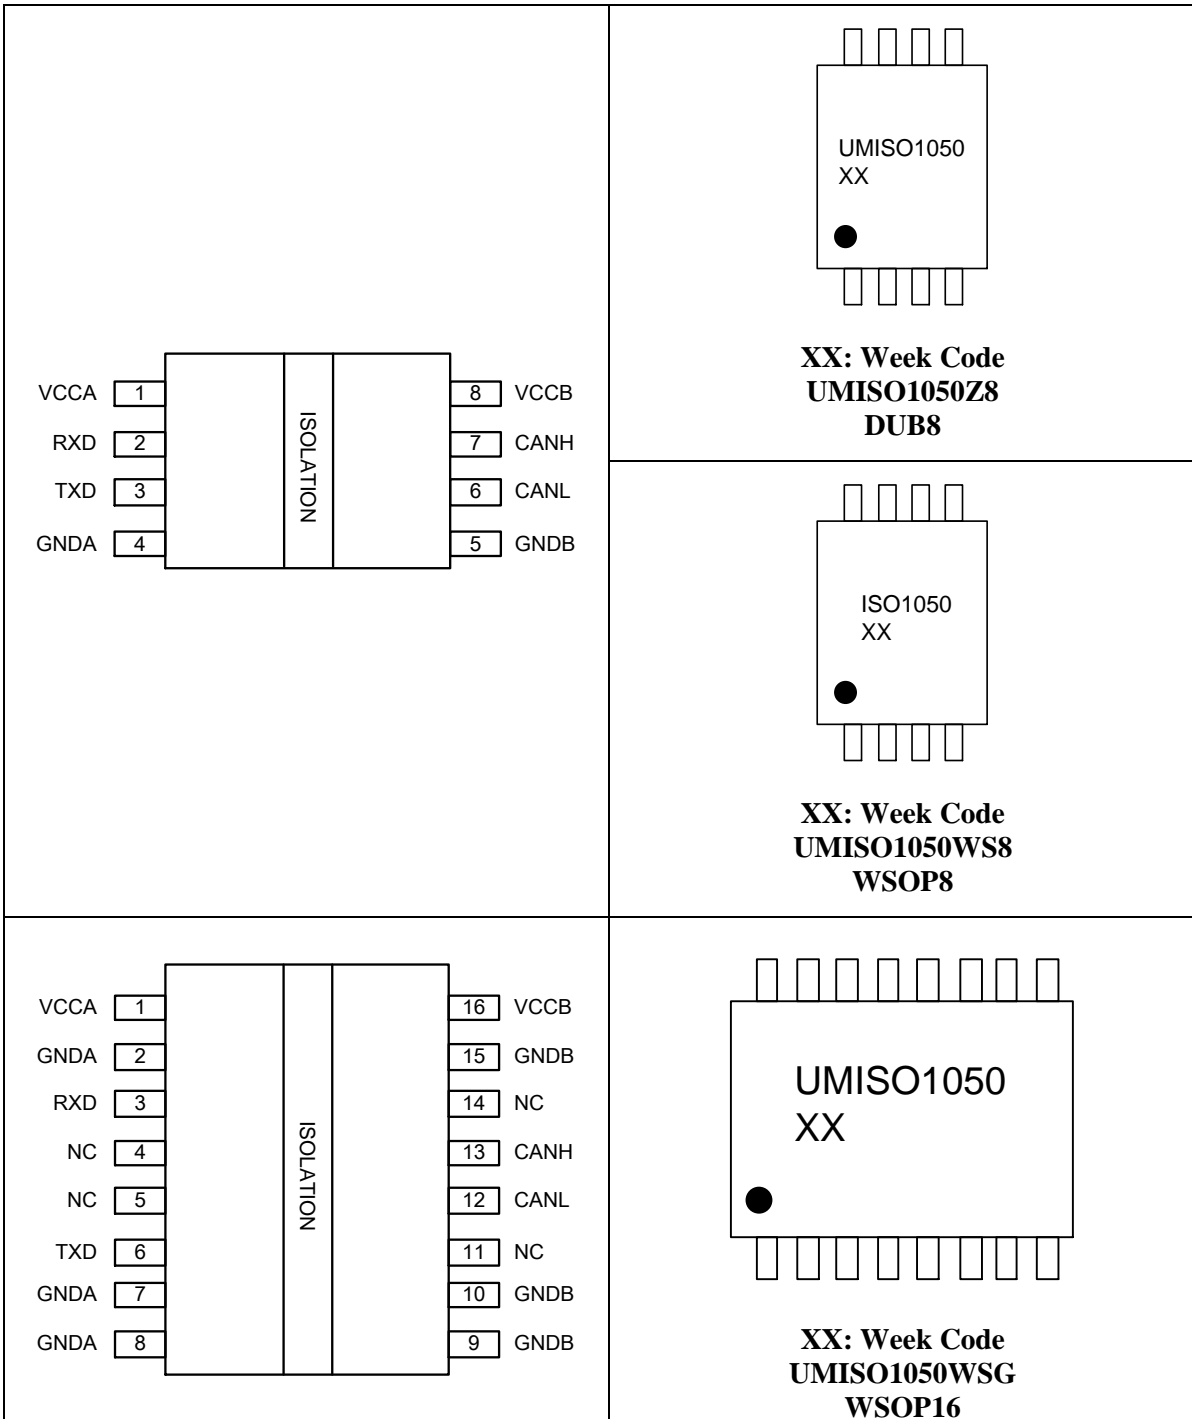 VCCA 1
RXD 2
TXD 3
GNDA 4
ISOLATION
8 VCCB
7 CANH
6 CANL
5 GNDB
UMISO1050
XX
XX: Week Code
UMISO1050Z8
DUB8
ISO1050
XX
XX: Week Code
UMISO1050WS8
WSOP8
VCCA 1
GNDA 2
RXD 3
NC 4
NC 5
TXD 6
GNDA 7
GNDA 8
ISOLATION
16 VCCB
15 GNDB
14 NC
13 CANH
12 CANL
11 NC
10 GNDB
9 GNDB
UMISO1050
XX
XX: Week Code
UMISO1050WSG
WSOP16